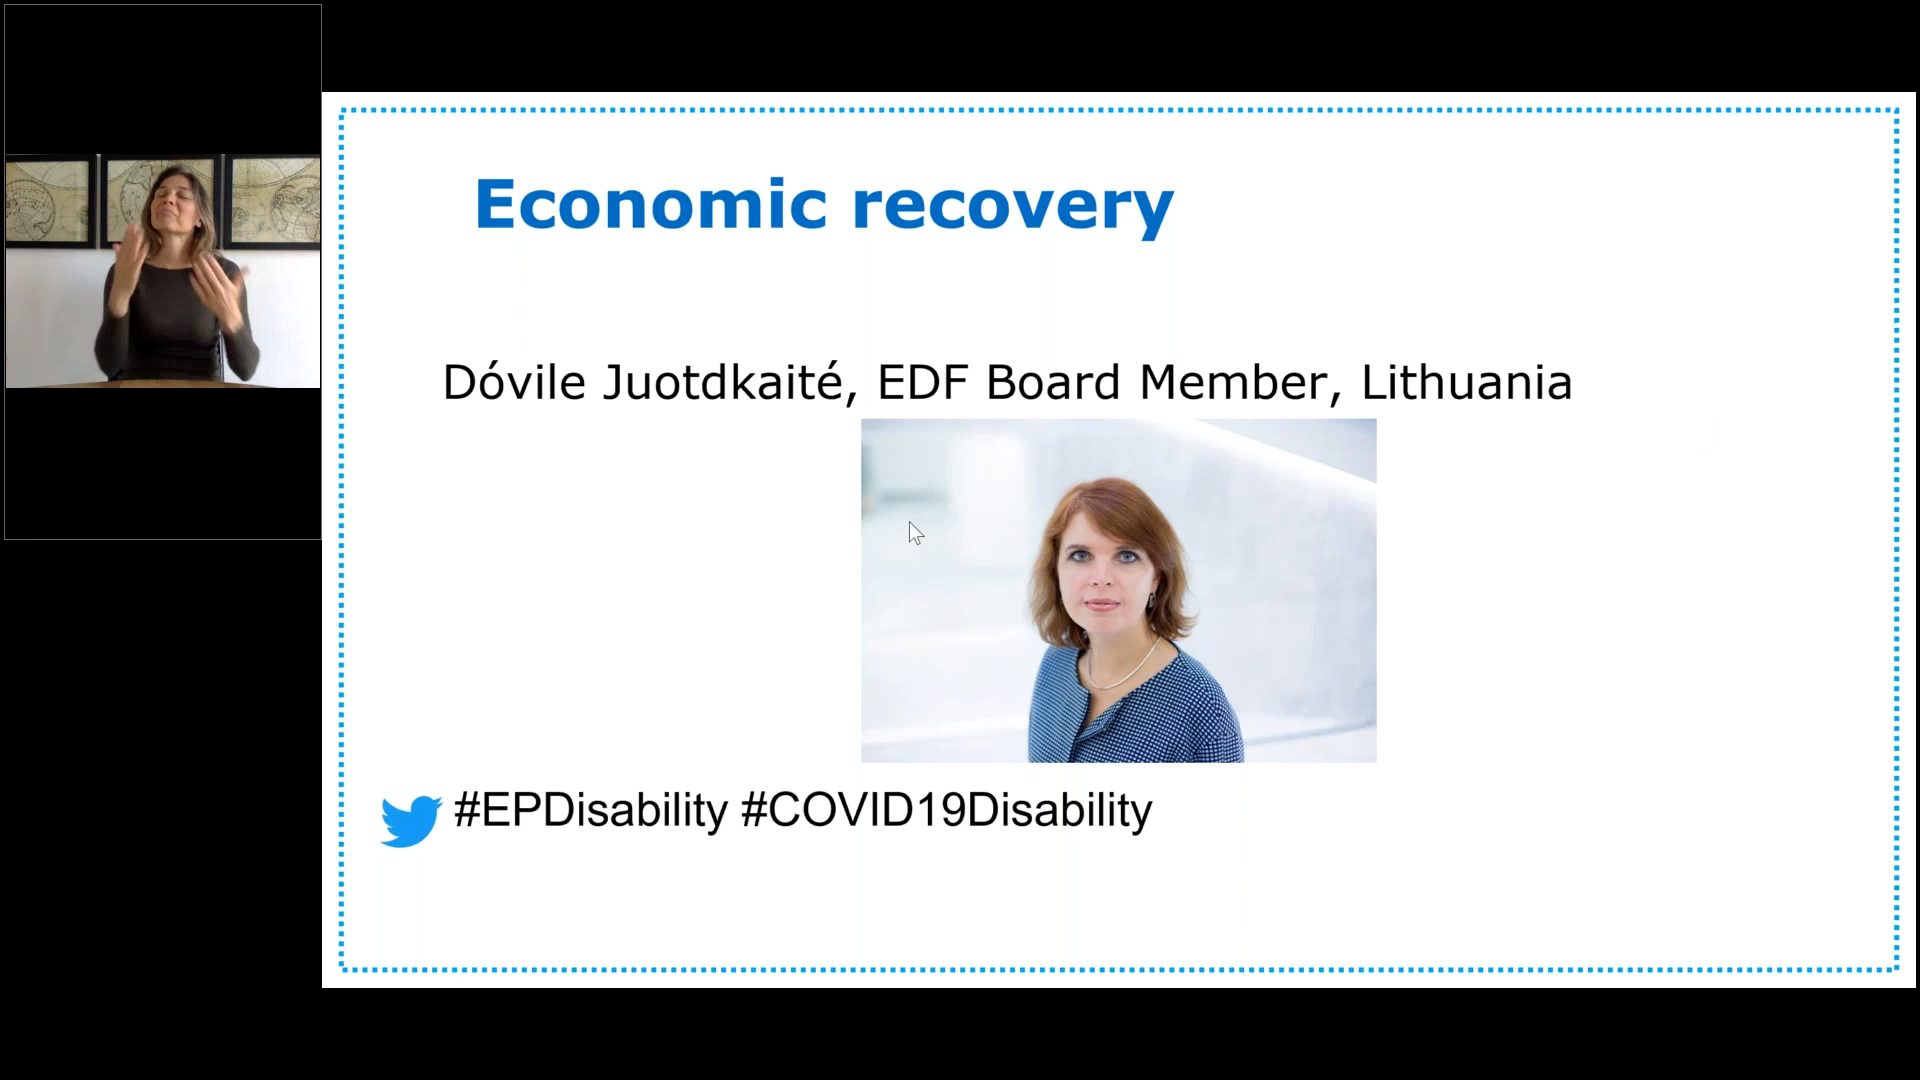 Economic recovery
Dóvile Juotdkaité, EDF Board Member, Lithuania
#EPDisability #COVID19Disability